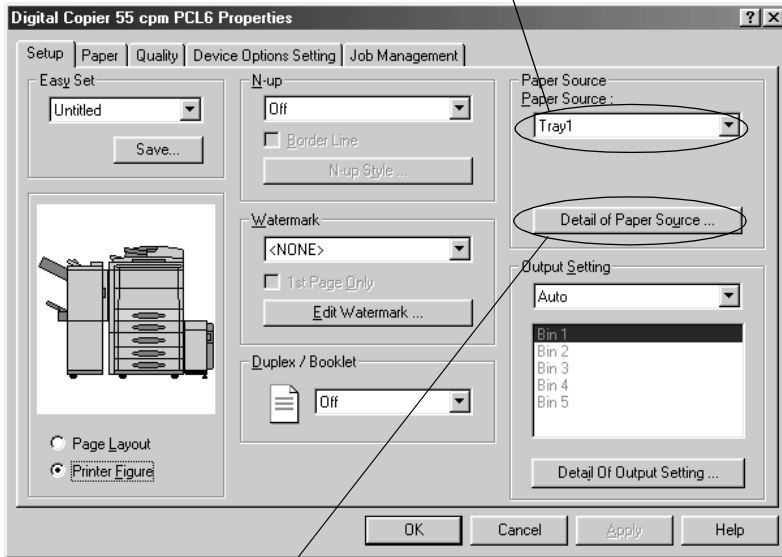 Digital Copier 55 cpm PCL6 Properties
Setup
Paper
Quality
Device Options Setting
Job Management
Easy Set
Untitled
Save...
Page Layout
Printer Figure
N-up
Off
Border Line
N-up Style ...
Watermark
<NONE>
1st Page Only
Edit Watermark ...
Duplex / Booklet
Off
Paper Source
Paper Source :
Tray1
Detail of Paper Source ...
Output Setting
Auto
Bin 1
Bin 2
Bin 3
Bin 4
Bin 5
Detail Of Output Setting ...
OK
Cancel
Apply
Help